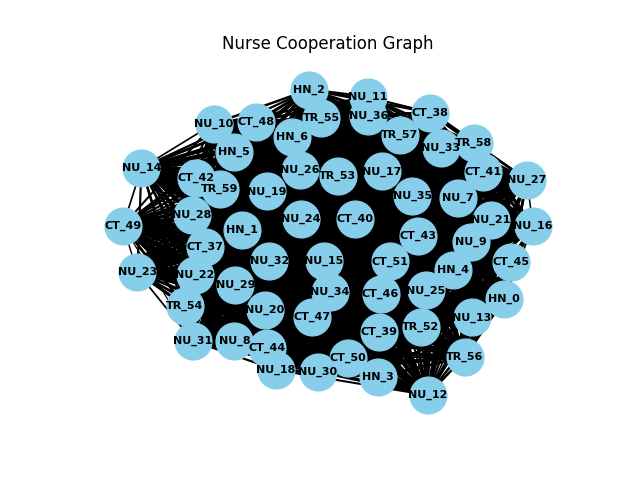 Nurse Cooperation Graph
HN_2
NU_11
NU_10
CT_48
TR_55
NU_36
CT_38
HN_6
TR_57
NU_33
TR_58
HN_5
NU_14
CT_42
TR_59
NU_26
TR_53
NU_17
CT_41
NU_27
NU_19
NU_35
NU_7
NU_28
NU_24
CT_40
NU_21
NU_16
CT_49
HN_1
CT_43
NU_9
CT_37
NU_32
NU_15
CT_51
HN_4
CT_45
NU_23
NU_22
NU_29
NU_34
CT_46
NU_25
HN_0
TR_54
NU_20
CT_47
NU_13
NU_31
NU_8
CT_44
CT_39
TR_52
CT_50
TR_56
NU_18
NU_30
HN_3
NU_12